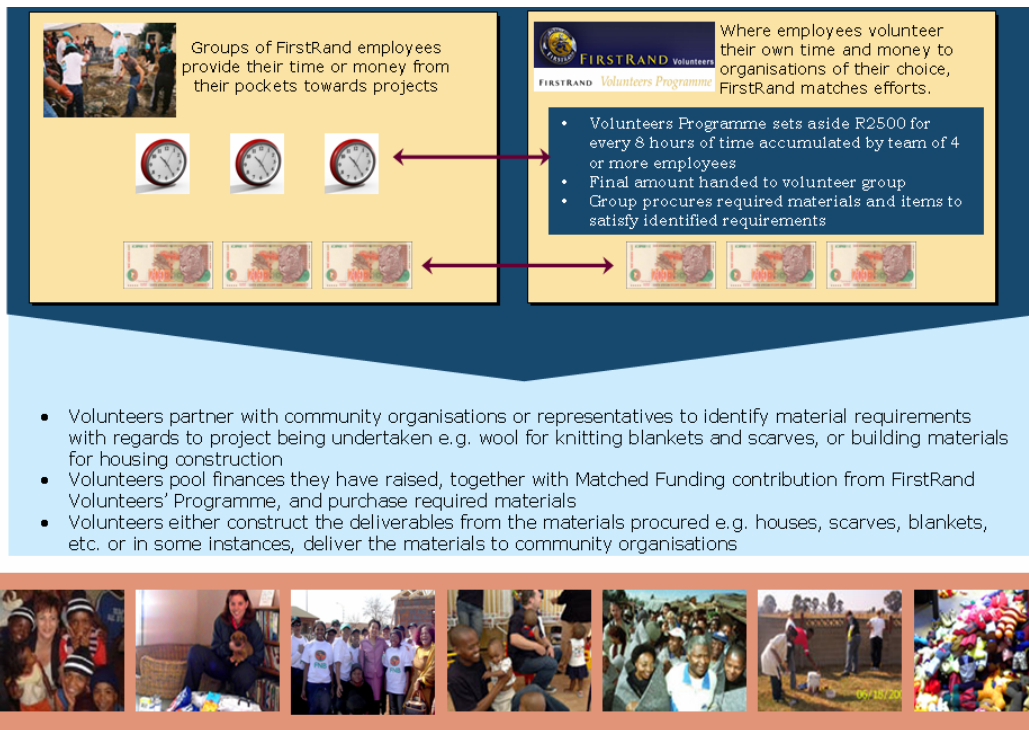 Groups of FirstRand employees
provide their time or money from
their pockets towards projects
FIRSTRAND Volunteers
FIRSTRAND Volunteers Programme
Where employees volunteer
their own time and money to
organisations of their choice,
FirstRand matches efforts.
• Volunteers Programme sets aside R2500 for
every 8 hours of time accumulated by team of 4
or more employees
• Final amount handed to volunteer group
• Group procures required materials and items to
satisfy identified requirements
• Volunteers partner with community organisations or representatives to identify material requirements
with regards to project being undertaken e.g. wool for knitting blankets and scarves, or building materials
for housing construction
• Volunteers pool finances they have raised, together with Matched Funding contribution from FirstRand
Volunteers’ Programme, and purchase required materials
• Volunteers either construct the deliverables from the materials procured e.g. houses, scarves, blankets,
etc. or in some instances, deliver the materials to community organisations
FNB